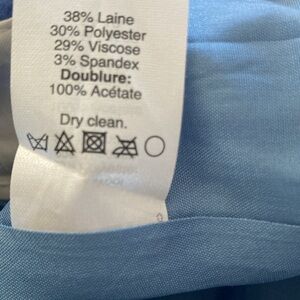 38% Laine
30% Polyester
29% Viscose
3% Spandex
Doublure:
100% Acétate
Dry clean.